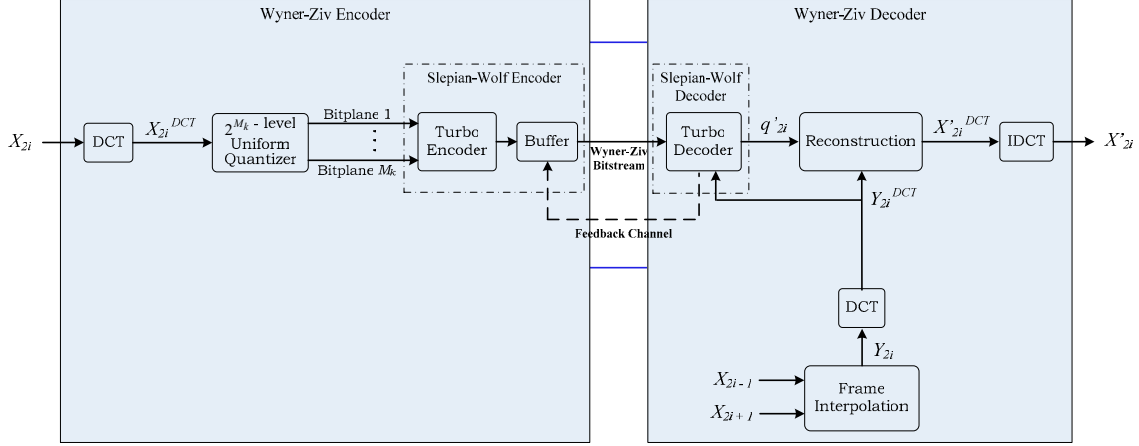 Wyner-Ziv Encoder
Wyner-Ziv Decoder
Slepian-Wolf Encoder
Slepian-Wolf
Decoder
X2i
DCT
X2i DCT
2Mk - level
Uniform
Quantizer
Bitplane 1
Bitplane Mk
Turbo
Encoder
Buffer
Wyner-Ziv
Bitstream
Turbo
Decoder
q'2i
Reconstruction
X'2i DCT
IDCT
X'2i
Feedback Channel
Y2i DCT
DCT
Y2i
X2i - 1
X2i + 1
Frame
Interpolation